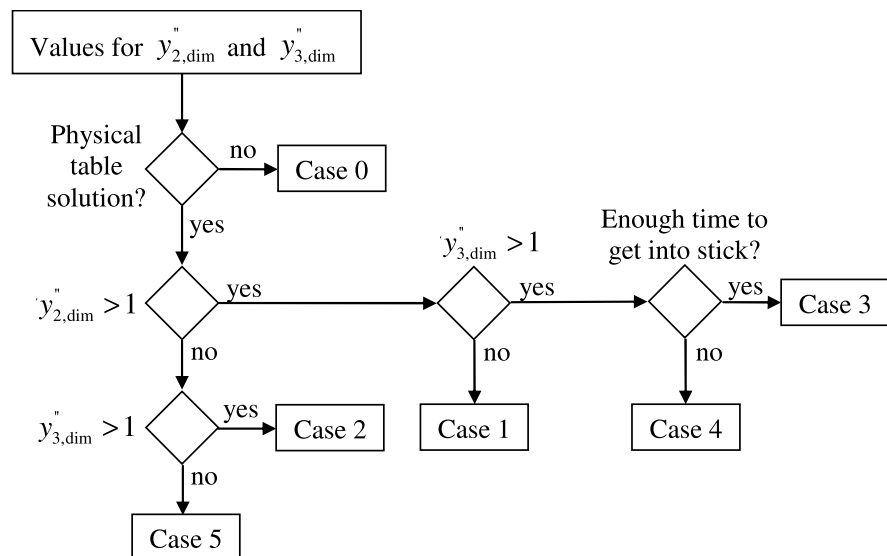 Values for y''2,dim and y''3,dim
Physical
table
solution?
no
Case 0
yes
y''2,dim > 1
yes
y''3,dim > 1
yes
Enough time to
get into stick?
yes
Case 3
no
no
no
y''3,dim > 1
yes
Case 2
Case 1
Case 4
no
Case 5